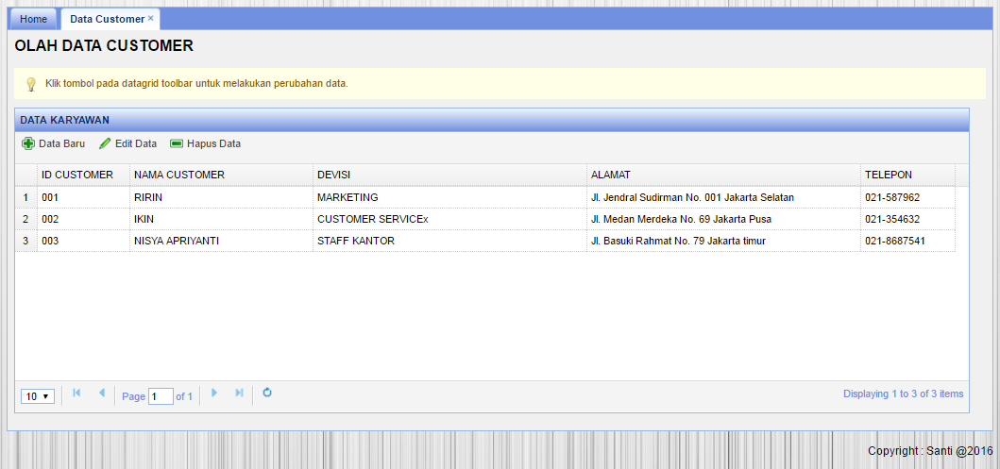 Home Data Customer ×
OLAH DATA CUSTOMER
Klik tombol pada datagrid toolbar untuk melakukan perubahan data.
DATA KARYAWAN
Data Baru Edit Data Hapus Data
ID CUSTOMER NAMA CUSTOMER DEVISI ALAMAT TELEPON
1 001 RIRIN MARKETING Jl. Jendral Sudirman No. 001 Jakarta Selatan 021-587962
2 002 IKIN CUSTOMER SERVICEx Jl. Medan Merdeka No. 69 Jakarta Pusa 021-354632
3 003 NISYA APRIYANTI STAFF KANTOR Jl. Basuki Rahmat No. 79 Jakarta timur 021-8687541
10 Page 1 of 1 Displaying 1 to 3 of 3 items
Copyright : Santi @2016